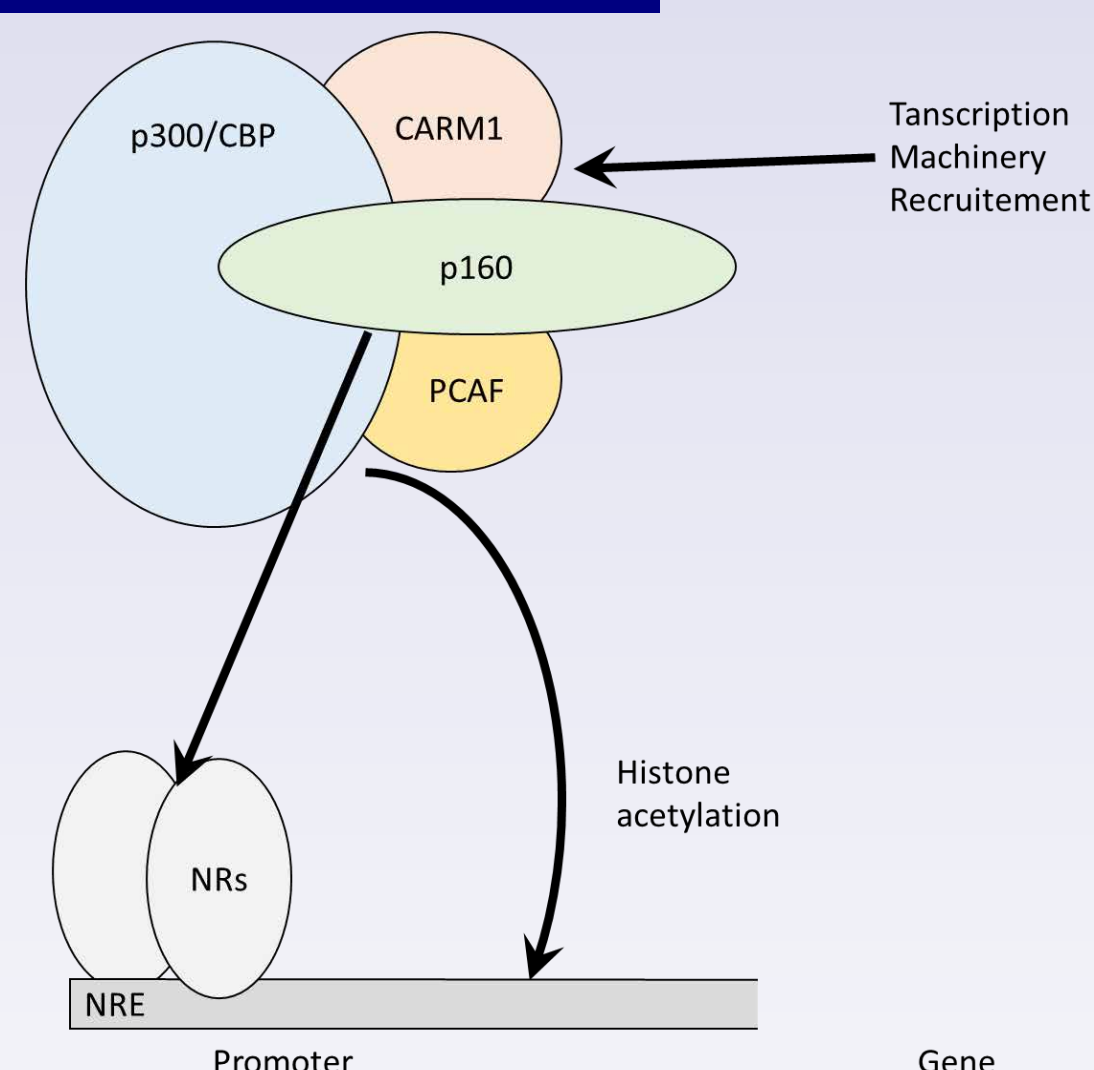 p300/CBP
CARM1
Tanscription
Machinery
Recruitement
p160
PCAF
Histone
acetylation
NRs
NRE
Promoter
Gene